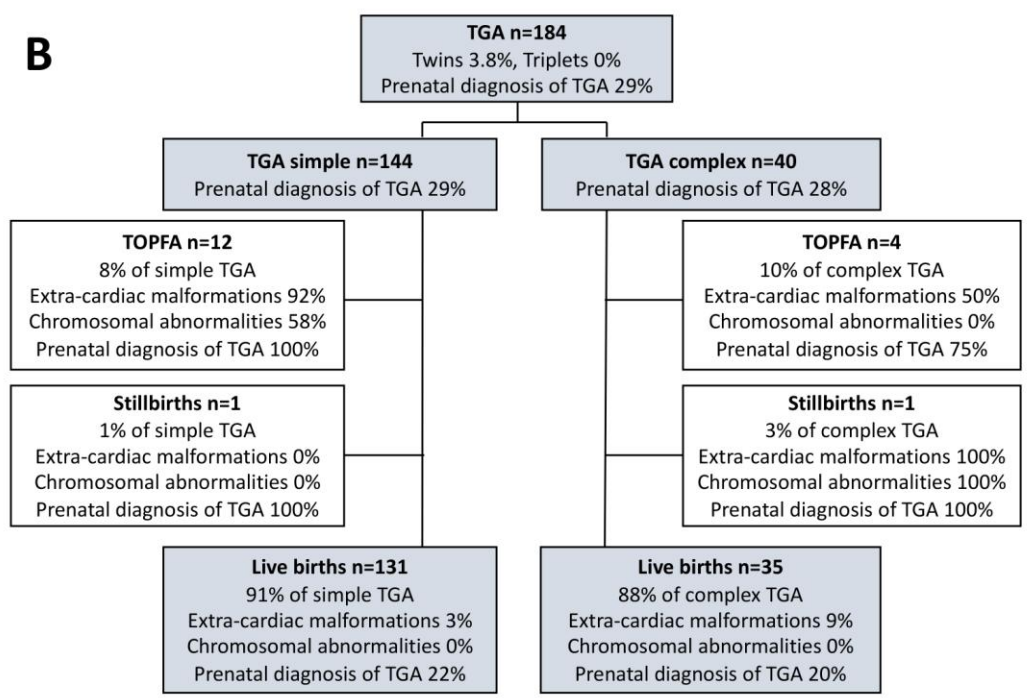 B
TGA n=184
Twins 3.8%, Triplets 0%
Prenatal diagnosis of TGA 29%
TGA simple n=144
Prenatal diagnosis of TGA 29%
TGA complex n=40
Prenatal diagnosis of TGA 28%
TOPFA n=12
8% of simple TGA
Extra-cardiac malformations 92%
Chromosomal abnormalities 58%
Prenatal diagnosis of TGA 100%
TOPFA n=4
10% of complex TGA
Extra-cardiac malformations 50%
Chromosomal abnormalities 0%
Prenatal diagnosis of TGA 75%
Stillbirths n=1
1% of simple TGA
Extra-cardiac malformations 0%
Chromosomal abnormalities 0%
Prenatal diagnosis of TGA 100%
Stillbirths n=1
3% of complex TGA
Extra-cardiac malformations 100%
Chromosomal abnormalities 100%
Prenatal diagnosis of TGA 100%
Live births n=131
91% of simple TGA
Extra-cardiac malformations 3%
Chromosomal abnormalities 0%
Prenatal diagnosis of TGA 22%
Live births n=35
88% of complex TGA
Extra-cardiac malformations 9%
Chromosomal abnormalities 0%
Prenatal diagnosis of TGA 20%